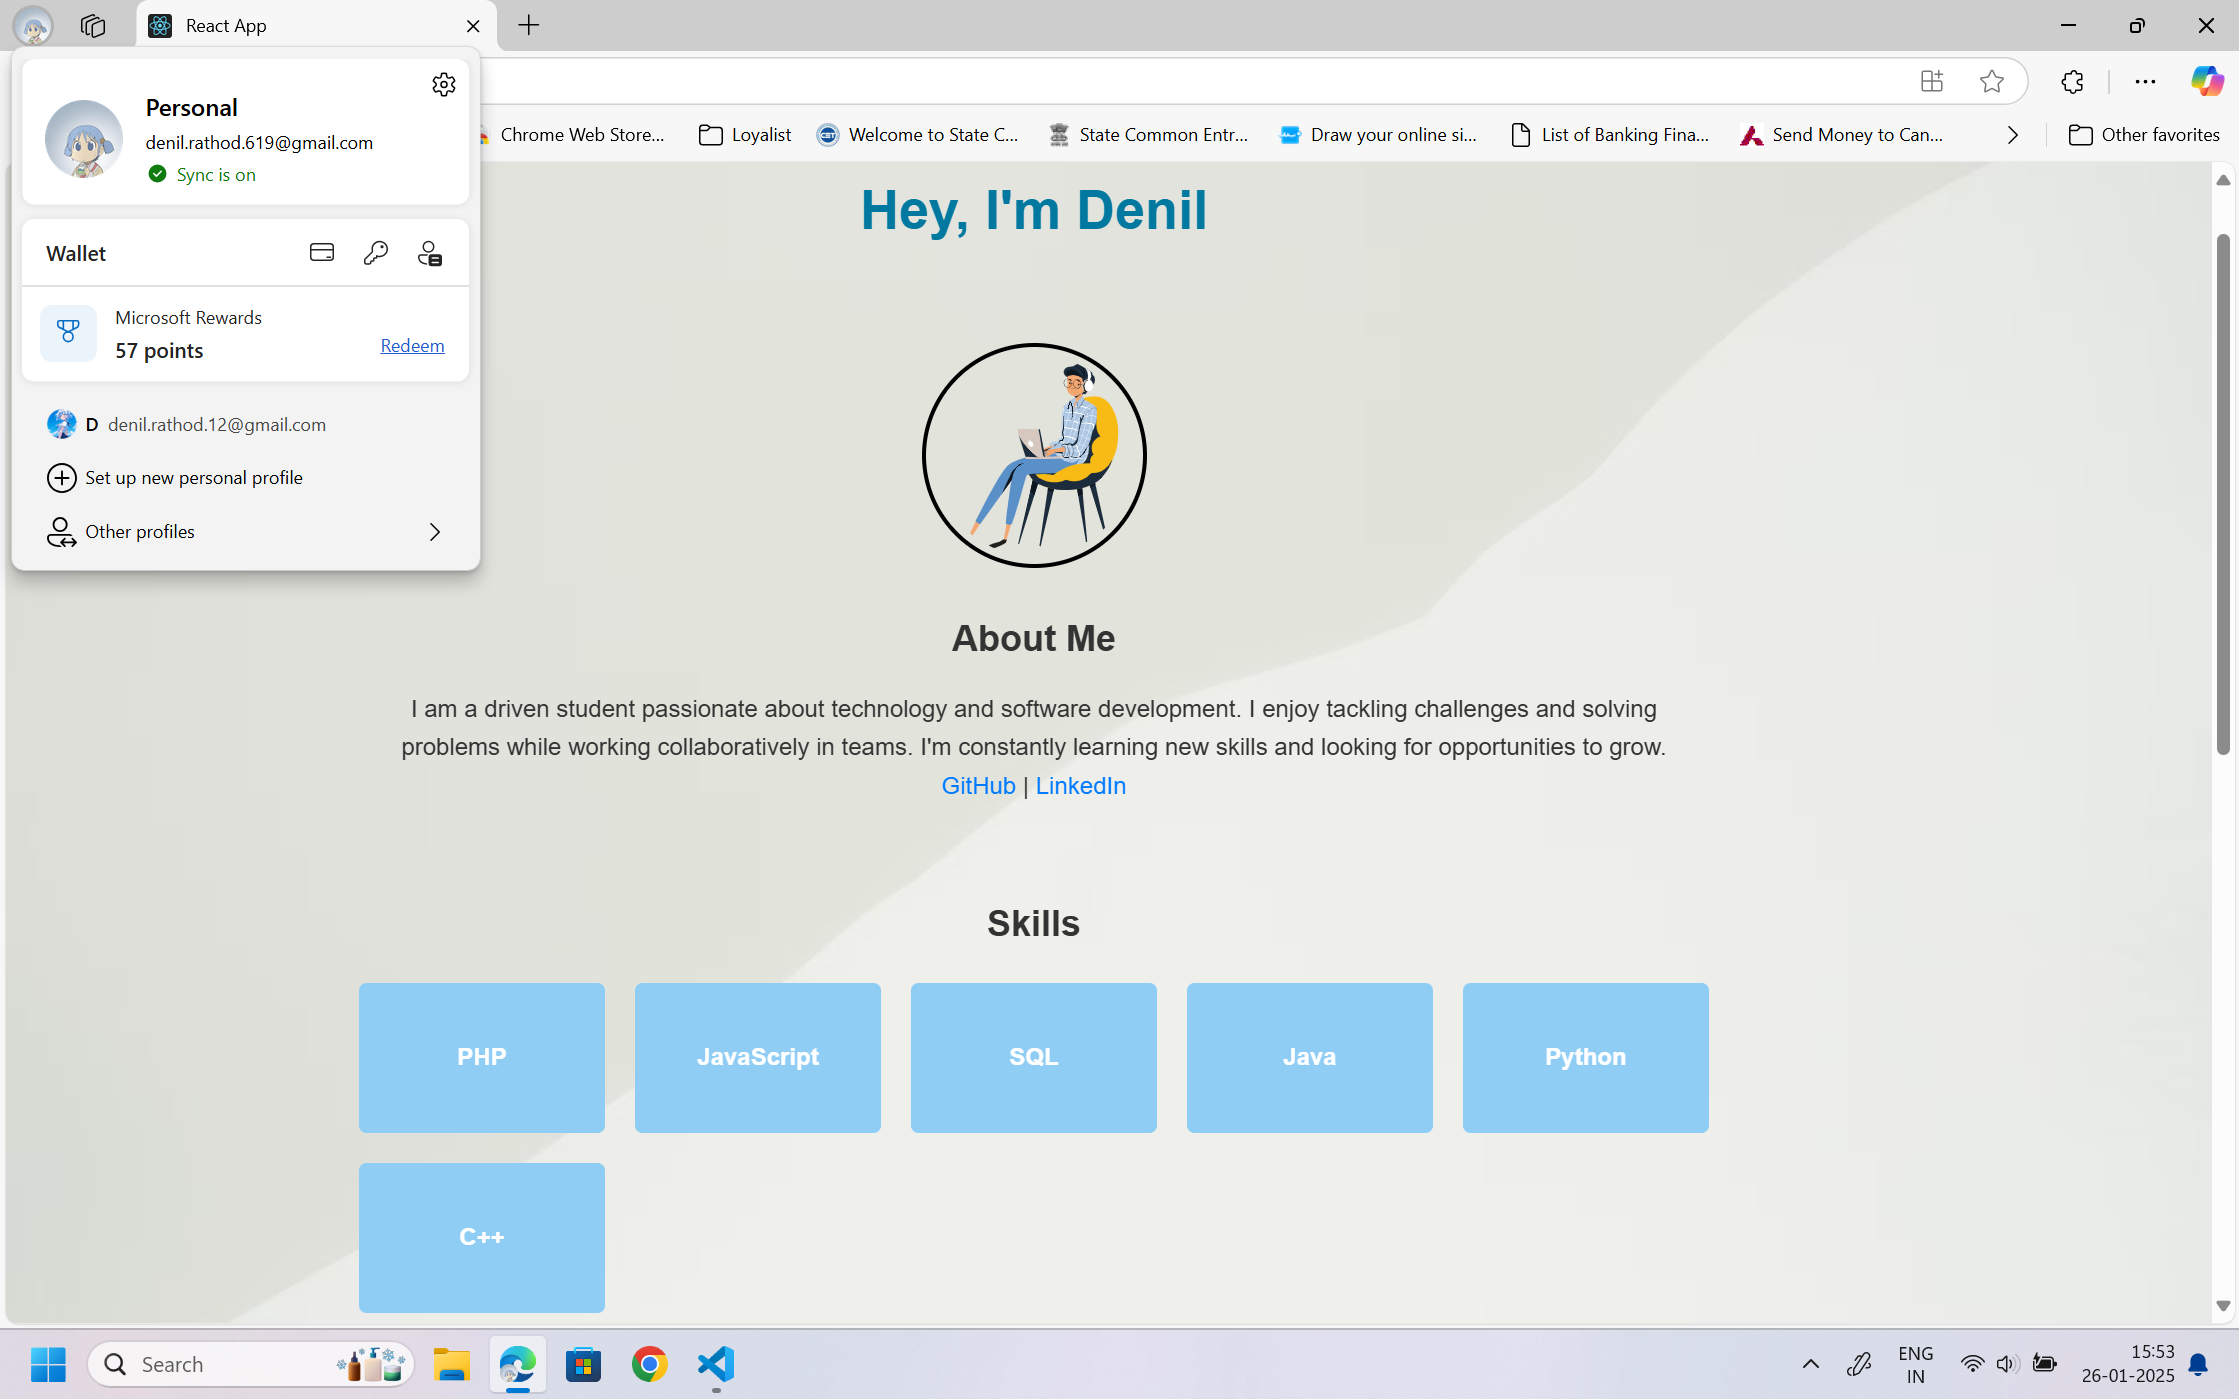 React App
Personal
denil.rathod.619@gmail.com
Sync is on
Wallet
Microsoft Rewards
57 points
Redeem
D denil.rathod.12@gmail.com
Set up new personal profile
Other profiles
Chrome Web Store...
Loyalist
Welcome to State C...
State Common Entr...
Draw your online si...
List of Banking Fina...
Send Money to Can...
Other favorites
Hey, I'm Denil
About Me
I am a driven student passionate about technology and software development. I enjoy tackling challenges and solving
problems while working collaboratively in teams. I'm constantly learning new skills and looking for opportunities to grow.
GitHub | LinkedIn
Skills
PHP
JavaScript
SQL
Java
Python
C++
Search
ENG
IN
15:53
26-01-2025